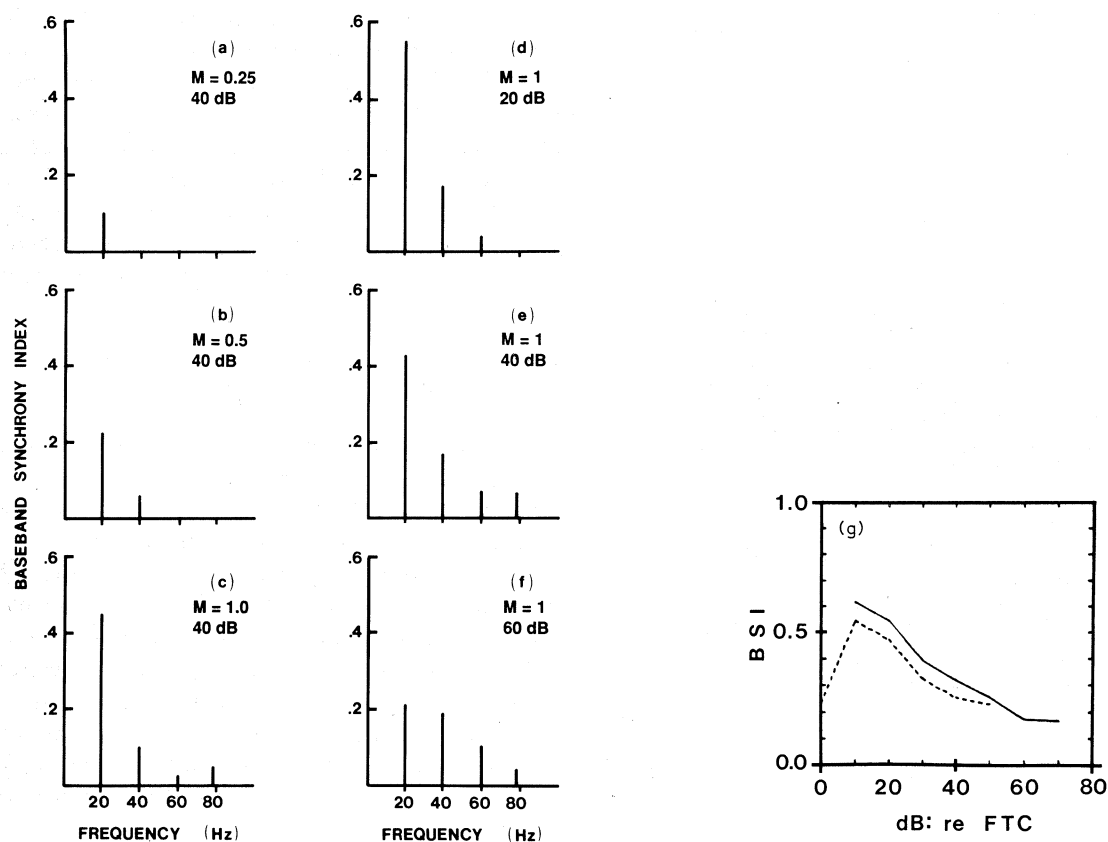 BASEBAND SYNCHRONY INDEX
.6
.4
.2
(a)
M = 0.25
40 dB
.6
.4
.2
(b)
M = 0.5
40 dB
.6
.4
.2
(c)
M = 1.0
40 dB
20 40 60 80
FREQUENCY (Hz)
.6
.4
.2
(d)
M = 1
20 dB
.6
.4
.2
(e)
M = 1
40 dB
.6
.4
.2
(f)
M = 1
60 dB
20 40 60 80
FREQUENCY (Hz)
(g)
BSI
1.0
0.5
0.0
0 20 40 60 80
dB: re FTC